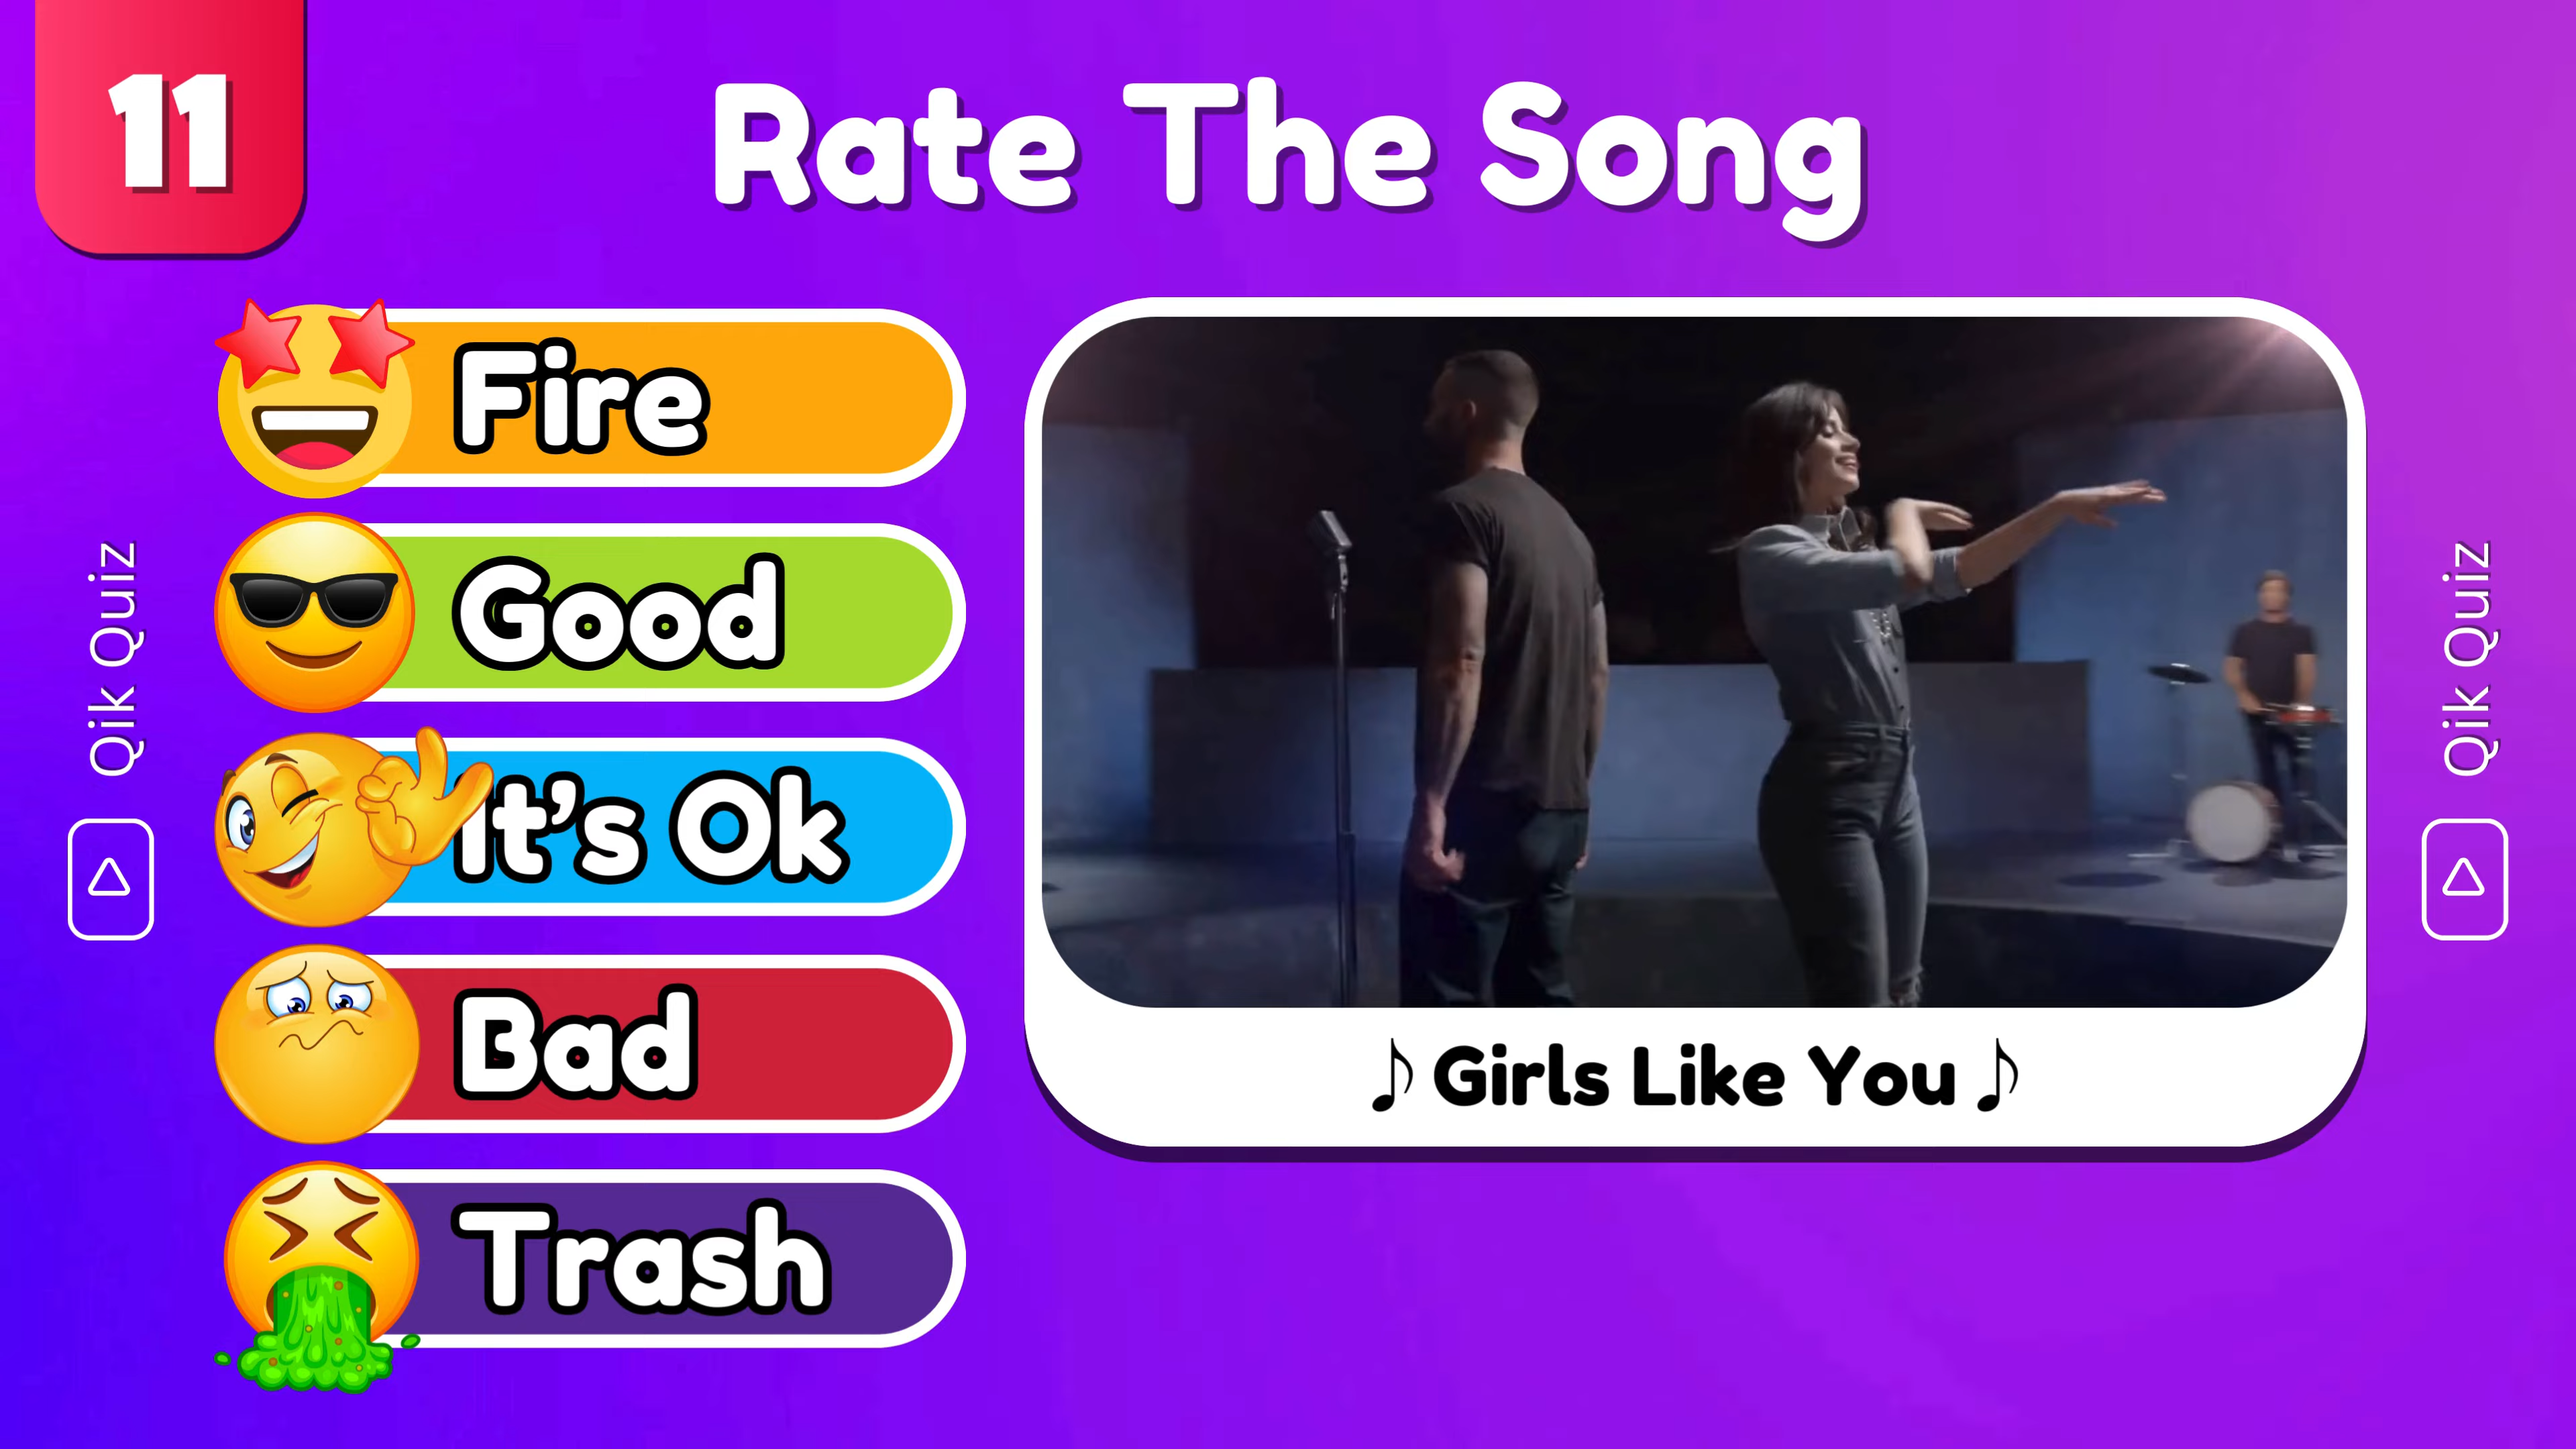 11
Rate The Song
Fire
Good
It's Ok
Bad
Trash
♪ Girls Like You ♪
Qik Quiz
Qik Quiz